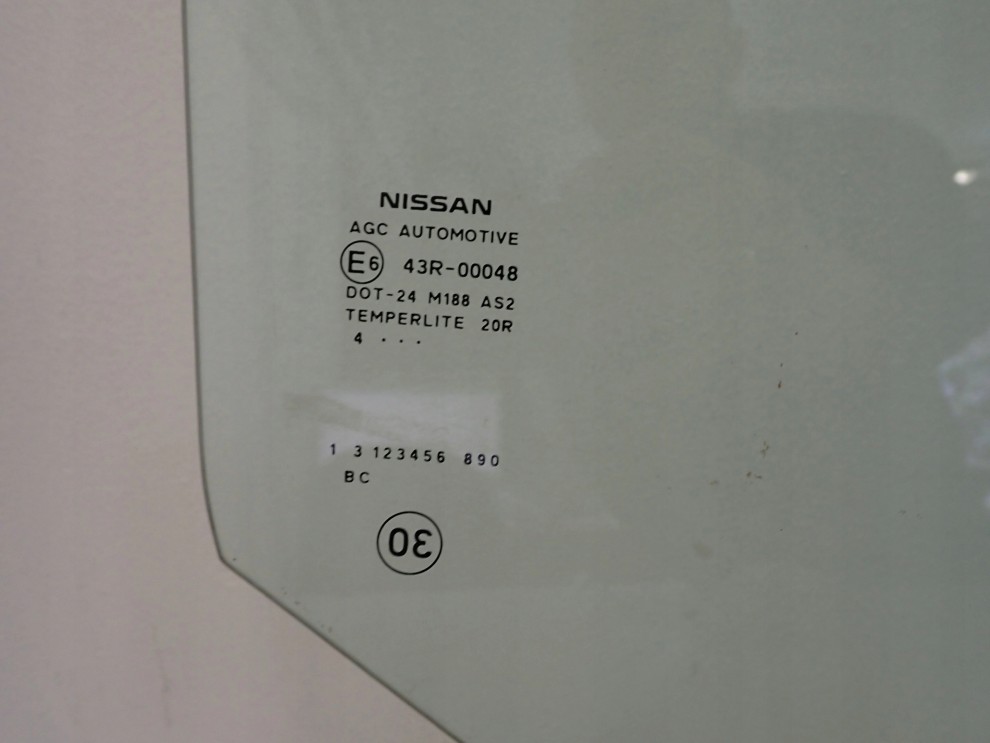 NISSAN
AGC AUTOMOTIVE
E6 43R-00048
DOT-24 M188 AS2
TEMPERLITE 20R
4 . . .
1 3 123456 890
BC
30